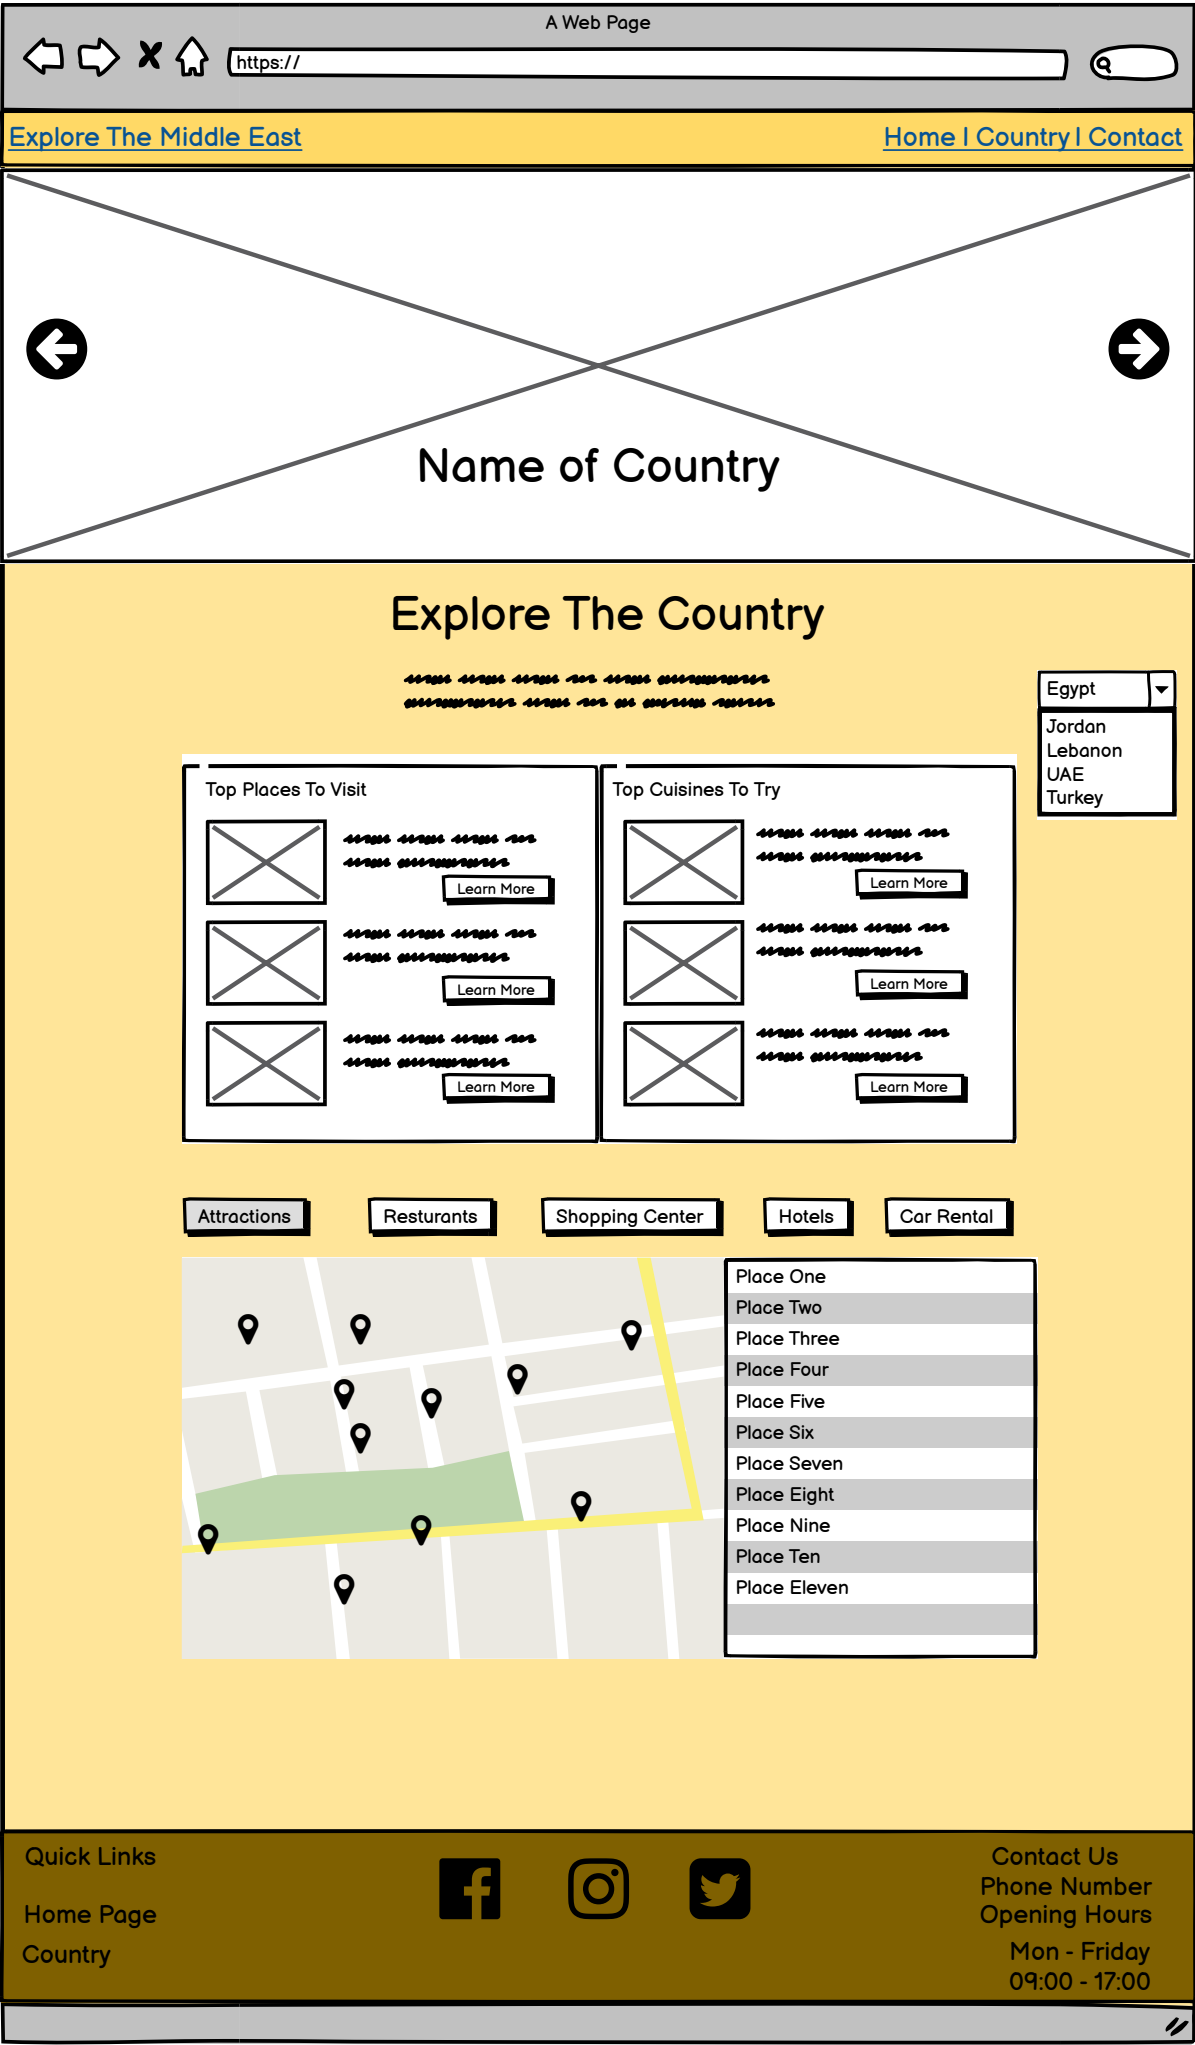 A Web Page
https://
Explore The Middle East
Home | Country | Contact
Name of Country
Explore The Country
Egypt
Jordan
Lebanon
UAE
Turkey
Top Places To Visit
Learn More
Learn More
Learn More
Top Cuisines To Try
Learn More
Learn More
Learn More
Attractions
Resturants
Shopping Center
Hotels
Car Rental
Place One
Place Two
Place Three
Place Four
Place Five
Place Six
Place Seven
Place Eight
Place Nine
Place Ten
Place Eleven
Quick Links
Home Page
Country
Contact Us
Phone Number
Opening Hours
Mon - Friday
09:00 - 17:00